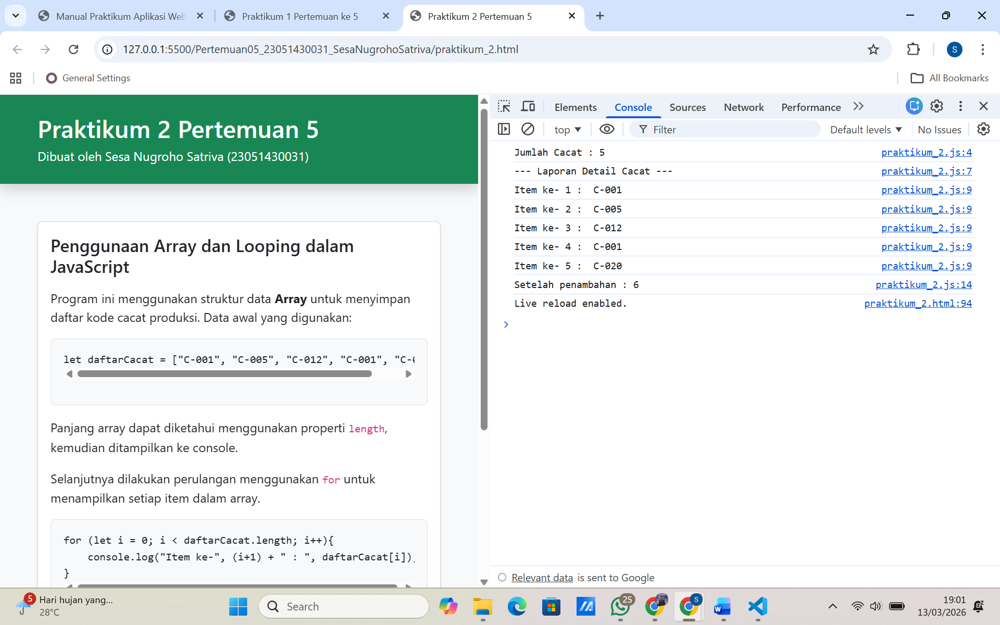 Manual Praktikum Aplikasi Web
Praktikum 1 Pertemuan ke 5
Praktikum 2 Pertemuan 5
127.0.0.1:5500/Pertemuan05_23051430031_SesaNugrohoSatriva/praktikum_2.html
S
General Settings
All Bookmarks
Praktikum 2 Pertemuan 5
Dibuat oleh Sesa Nugroho Satriva (23051430031)
Penggunaan Array dan Looping dalam
JavaScript
Program ini menggunakan struktur data Array untuk menyimpan
daftar kode cacat produksi. Data awal yang digunakan:
let daftarCacat = ["C-001", "C-005", "C-012", "C-001", "C-
Panjang array dapat diketahui menggunakan properti length,
kemudian ditampilkan ke console.
Selanjutnya dilakukan perulangan menggunakan for untuk
menampilkan setiap item dalam array.
for (let i = 0; i < daftarCacat.length; i++){
console.log("Item ke-", (i+1) + " : ", daftarCacat[i])
}
Elements Console Sources Network Performance
top Filter Default levels No Issues
Jumlah Cacat : 5 praktikum_2.js:4
--- Laporan Detail Cacat --- praktikum_2.js:7
Item ke- 1 :  C-001 praktikum_2.js:9
Item ke- 2 :  C-005 praktikum_2.js:9
Item ke- 3 :  C-012 praktikum_2.js:9
Item ke- 4 :  C-001 praktikum_2.js:9
Item ke- 5 :  C-020 praktikum_2.js:9
Setelah penambahan : 6 praktikum_2.js:14
Live reload enabled. praktikum_2.html:94
Relevant data is sent to Google
5
Hari hujan yang...
28°C
Search
25
S
19:01
13/03/2026